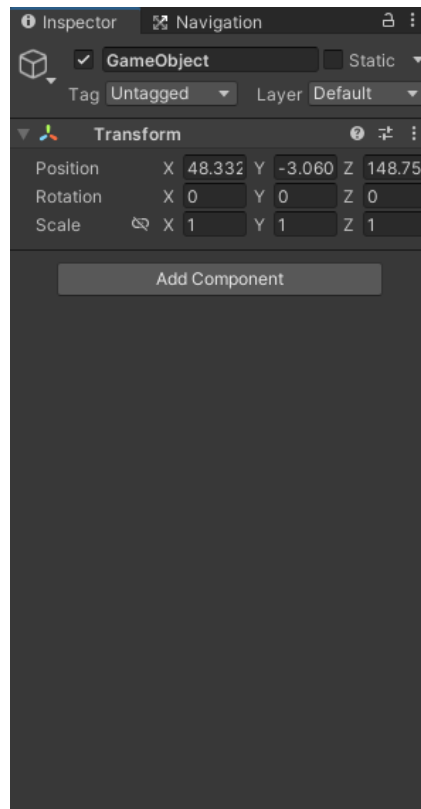 Inspector Navigation
GameObject Static
Tag Untagged Layer Default
Transform
Position X 48.332 Y -3.060 Z 148.75
Rotation X 0 Y 0 Z 0
Scale X 1 Y 1 Z 1
Add Component